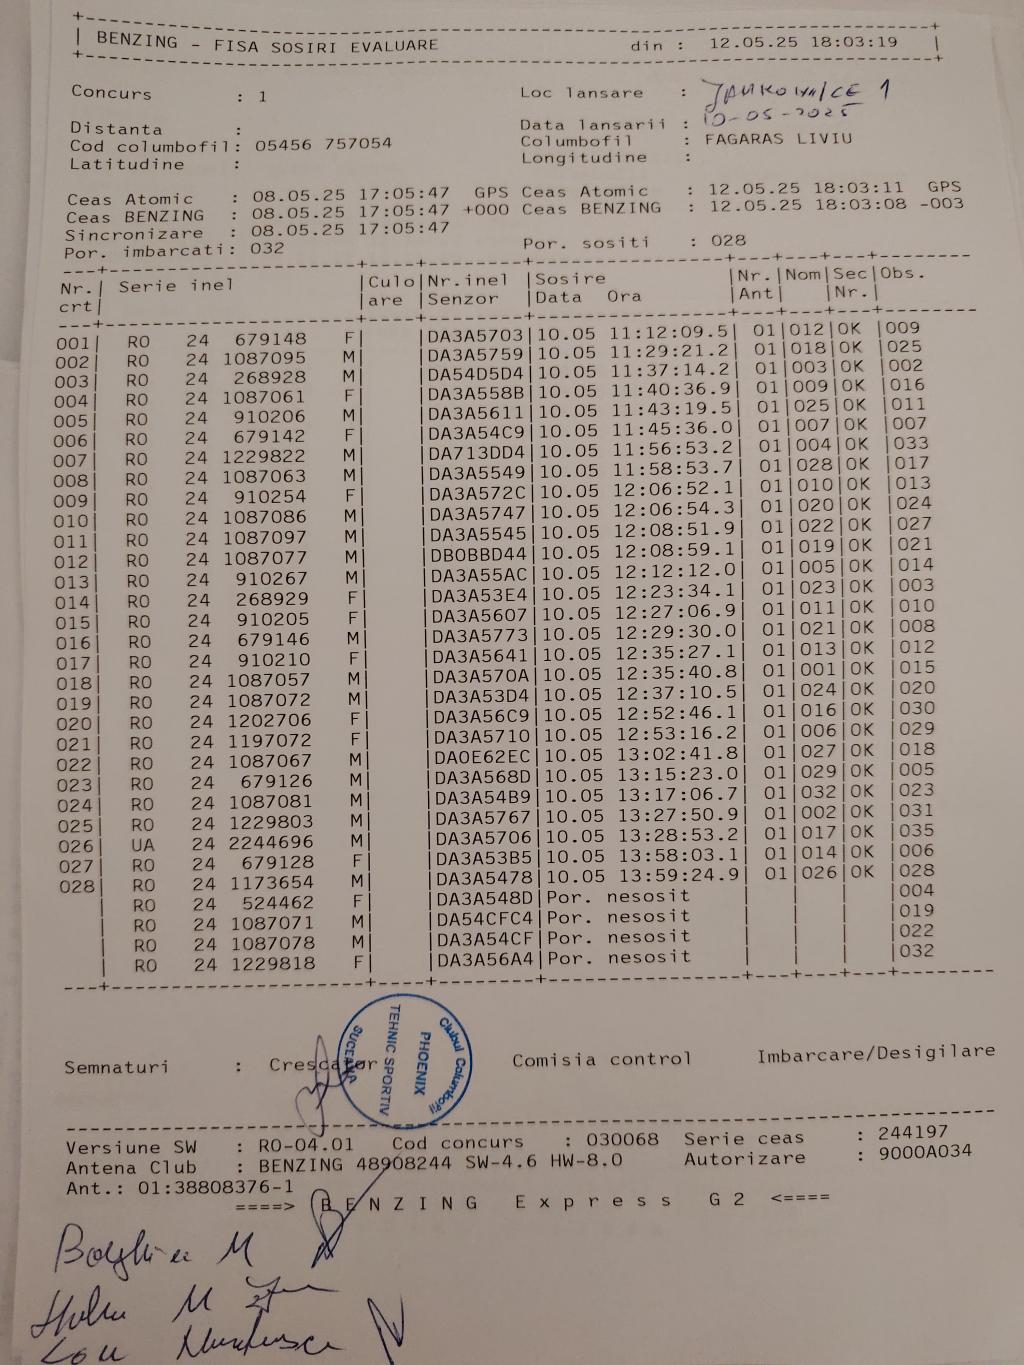 BENZING - FISA SOSIRI EVALUARE din : 12.05.25 18:03:19
Concurs : 1 Loc lansare : 1
Distanta : Data lansarii : 10-05-2025
Cod columbofil: 05456 757054 Columbofil : FAGARAS LIVIU
Latitudine : Longitudine :
Ceas Atomic : 08.05.25 17:05:47 GPS Ceas Atomic : 12.05.25 18:03:11 GPS
Ceas BENZING : 08.05.25 17:05:47 +000 Ceas BENZING : 12.05.25 18:03:08 -003
Sincronizare : 08.05.25 17:05:47
Por. imbarcati: 032 Por. sositi : 028
Nr.| Serie inel |Culo|Nr.inel |Sosire |Nr.|Nom|Sec|Obs.
crt| |are |Senzor |Data Ora |Ant| |Nr.|
001| RO 24 679148 F| |DA3A5703|10.05 11:12:09.5| 01|012|OK |009
002| RO 24 1087095 M| |DA3A5759|10.05 11:29:21.2| 01|018|OK |025
003| RO 24 268928 M| |DA54D5D4|10.05 11:37:14.2| 01|003|OK |002
004| RO 24 1087061 F| |DA3A558B|10.05 11:40:36.9| 01|009|OK |016
005| RO 24 910206 M| |DA3A5611|10.05 11:43:19.5| 01|025|OK |011
006| RO 24 679142 F| |DA3A54C9|10.05 11:45:36.0| 01|007|OK |007
007| RO 24 1229822 M| |DA713DD4|10.05 11:56:53.2| 01|004|OK |033
008| RO 24 1087063 M| |DA3A5549|10.05 11:58:53.7| 01|028|OK |017
009| RO 24 910254 F| |DA3A572C|10.05 12:06:52.1| 01|010|OK |013
010| RO 24 1087086 M| |DA3A5747|10.05 12:06:54.3| 01|020|OK |024
011| RO 24 1087097 M| |DA3A5545|10.05 12:08:51.9| 01|022|OK |027
012| RO 24 1087077 M| |DB0BBD44|10.05 12:08:59.1| 01|019|OK |021
013| RO 24 910267 M| |DA3A55AC|10.05 12:12:12.0| 01|005|OK |014
014| RO 24 268929 F| |DA3A53E4|10.05 12:23:34.1| 01|023|OK |003
015| RO 24 910205 F| |DA3A5607|10.05 12:27:06.9| 01|011|OK |010
016| RO 24 679146 M| |DA3A5773|10.05 12:29:30.0| 01|021|OK |008
017| RO 24 910210 F| |DA3A5641|10.05 12:35:27.1| 01|013|OK |012
018| RO 24 1087057 M| |DA3A570A|10.05 12:35:40.8| 01|001|OK |015
019| RO 24 1087072 M| |DA3A53D4|10.05 12:37:10.5| 01|024|OK |020
020| RO 24 1202706 F| |DA3A56C9|10.05 12:52:46.1| 01|016|OK |030
021| RO 24 1197072 F| |DA3A5710|10.05 12:53:16.2| 01|006|OK |029
022| RO 24 1087067 M| |DA0E62EC|10.05 13:02:41.8| 01|027|OK |018
023| RO 24 679126 M| |DA3A568D|10.05 13:15:23.0| 01|029|OK |005
024| RO 24 1087081 M| |DA3A54B9|10.05 13:17:06.7| 01|032|OK |023
025| RO 24 1229803 M| |DA3A5767|10.05 13:27:50.9| 01|002|OK |031
026| UA 24 2244696 M| |DA3A5706|10.05 13:28:53.2| 01|017|OK |035
027| RO 24 679128 F| |DA3A53B5|10.05 13:58:03.1| 01|014|OK |006
028| RO 24 1173654 M| |DA3A5478|10.05 13:59:24.9| 01|026|OK |028
| RO 24 524462 F| |DA3A548D|Por. nesosit | | | |004
| RO 24 1087071 M| |DA54CFC4|Por. nesosit | | | |019
| RO 24 1087078 M| |DA3A54CF|Por. nesosit | | | |022
| RO 24 1229818 F| |DA3A56A4|Por. nesosit | | | |032
Semnaturi : Crescator Comisia control Imbarcare/Desigilare
Clubul Columbofil
PHOENIX
TEHNIC SPORTIV
SUCEAVA
Versiune SW : RO-04.01 Cod concurs : 030068 Serie ceas : 244197
Antena Club : BENZING 48908244 SW-4.6 HW-8.0 Autorizare : 9000A034
Ant.: 01:38808376-1
====> BENZING Express G2 <====